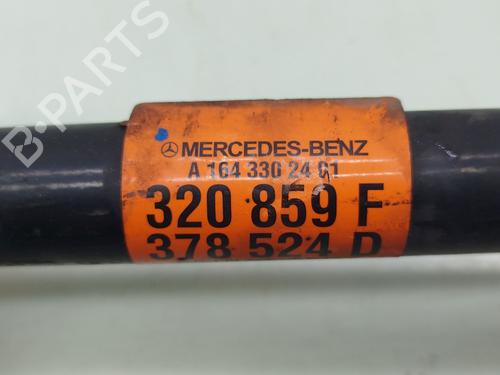 B-PARTS
MERCEDES-BENZ
A 164 330 24 01
320 859 F
378 524 D